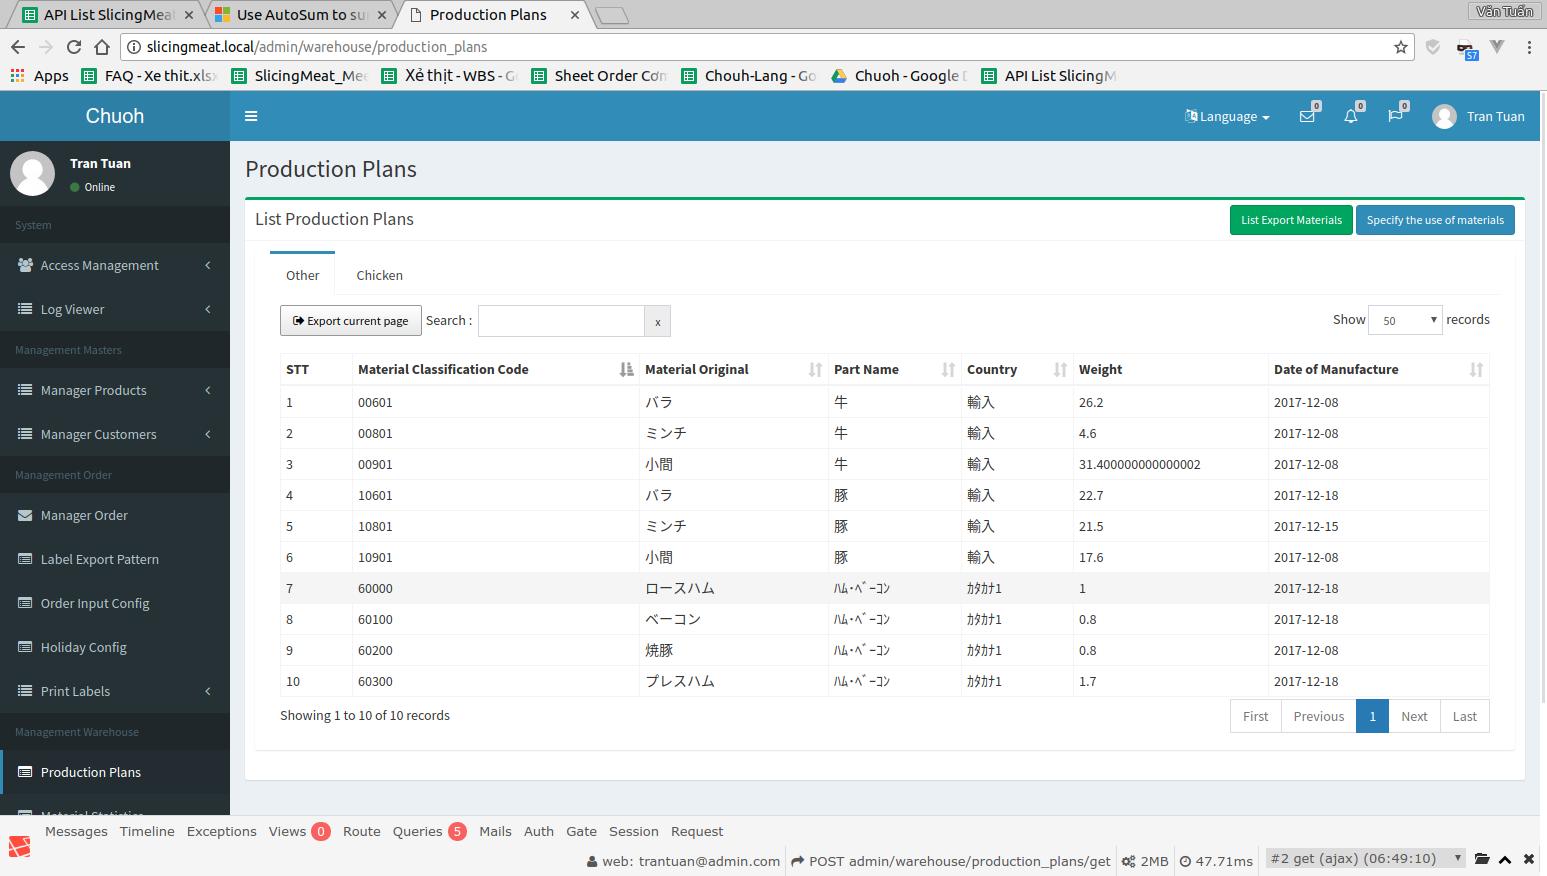 API List SlicingMeat
Use AutoSum to su
Production Plans
Văn Tuấn
slicingmeat.local/admin/warehouse/production_plans
57
Apps
FAQ - Xe thit.xlsx
SlicingMeat_Mee
Xẻ thịt - WBS - Go
Sheet Order Cơm
Chouh-Lang - Go
Chuoh - Google D
API List SlicingM
Chuoh
Language
0
0
0
Tran Tuan
Tran Tuan
Online
System
Access Management
Log Viewer
Management Masters
Manager Products
Manager Customers
Management Order
Manager Order
Label Export Pattern
Order Input Config
Holiday Config
Print Labels
Management Warehouse
Production Plans
Material Statistics
Production Plans
List Production Plans
List Export Materials
Specify the use of materials
Other
Chicken
Export current page
Search :
x
Show 50 records
STT Material Classification Code Material Original Part Name Country Weight Date of Manufacture
1 00601 バラ 牛 輸入 26.2 2017-12-08
2 00801 ミンチ 牛 輸入 4.6 2017-12-08
3 00901 小間 牛 輸入 31.400000000000002 2017-12-08
4 10601 バラ 豚 輸入 22.7 2017-12-18
5 10801 ミンチ 豚 輸入 21.5 2017-12-15
6 10901 小間 豚 輸入 17.6 2017-12-08
7 60000 ロースハム ﾊﾑ･ﾍﾞｰｺﾝ ｶﾀｶﾅ1 1 2017-12-18
8 60100 ベーコン ﾊﾑ･ﾍﾞｰｺﾝ ｶﾀｶﾅ1 0.8 2017-12-18
9 60200 焼豚 ﾊﾑ･ﾍﾞｰｺﾝ ｶﾀｶﾅ1 0.8 2017-12-08
10 60300 プレスハム ﾊﾑ･ﾍﾞｰｺﾝ ｶﾀｶﾅ1 1.7 2017-12-18
Showing 1 to 10 of 10 records
First Previous 1 Next Last
Messages Timeline Exceptions Views 0 Route Queries 5 Mails Auth Gate Session Request
web: trantuan@admin.com POST admin/warehouse/production_plans/get 2MB 47.71ms #2 get (ajax) (06:49:10)